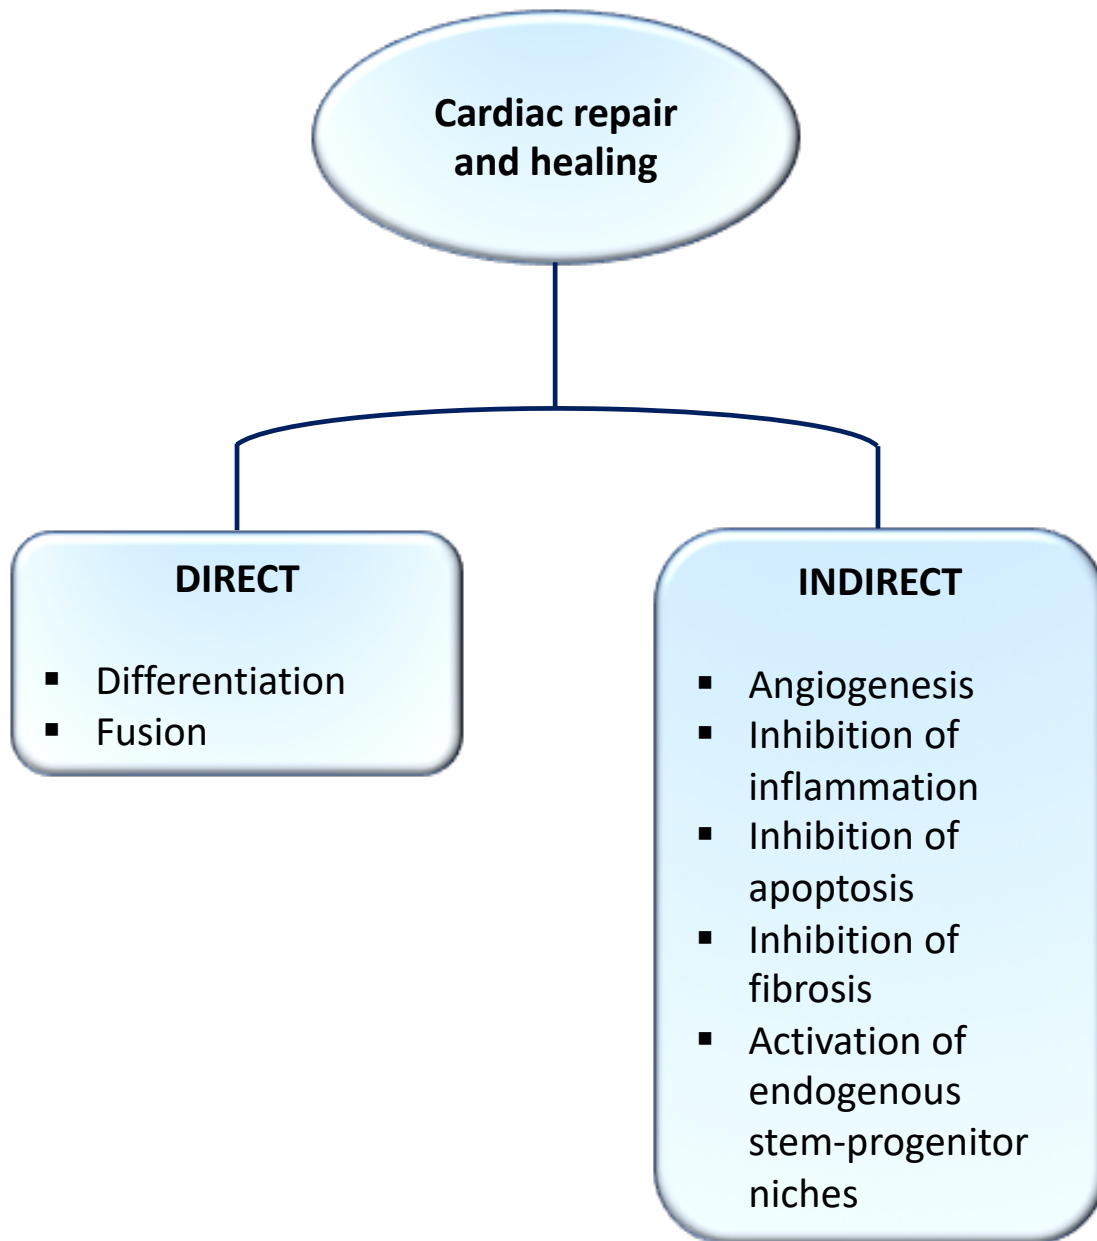 Cardiac repair
and healing
DIRECT
▪ Differentiation
▪ Fusion
INDIRECT
▪ Angiogenesis
▪ Inhibition of
inflammation
▪ Inhibition of
apoptosis
▪ Inhibition of
fibrosis
▪ Activation of
endogenous
stem-progenitor
niches